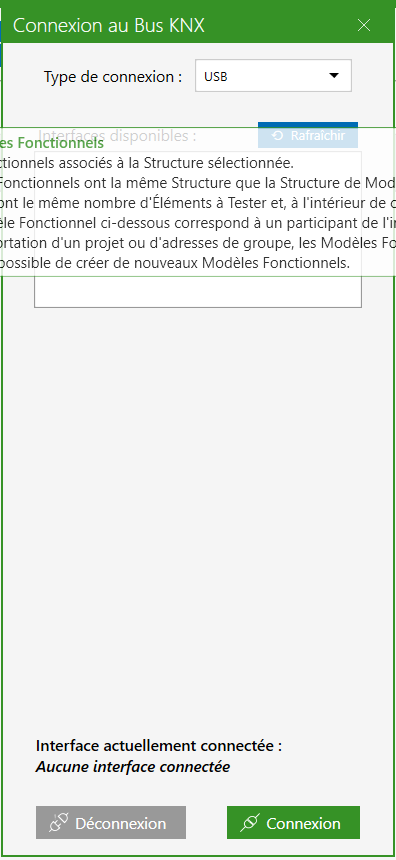 Connexion au Bus KNX
Type de connexion : USB
Interfaces disponibles : Rafraîchir
es Fonctionnels
ctionnels associés à la Structure sélectionnée.
Fonctionnels ont la même Structure que la Structure de Mod
ont le même nombre d'Éléments à Tester et, à l'intérieur de c
èle Fonctionnel ci-dessous correspond à un participant de l'i
ortation d'un projet ou d'adresses de groupe, les Modèles Fo
possible de créer de nouveaux Modèles Fonctionnels.
Interface actuellement connectée :
Aucune interface connectée
Déconnexion Connexion